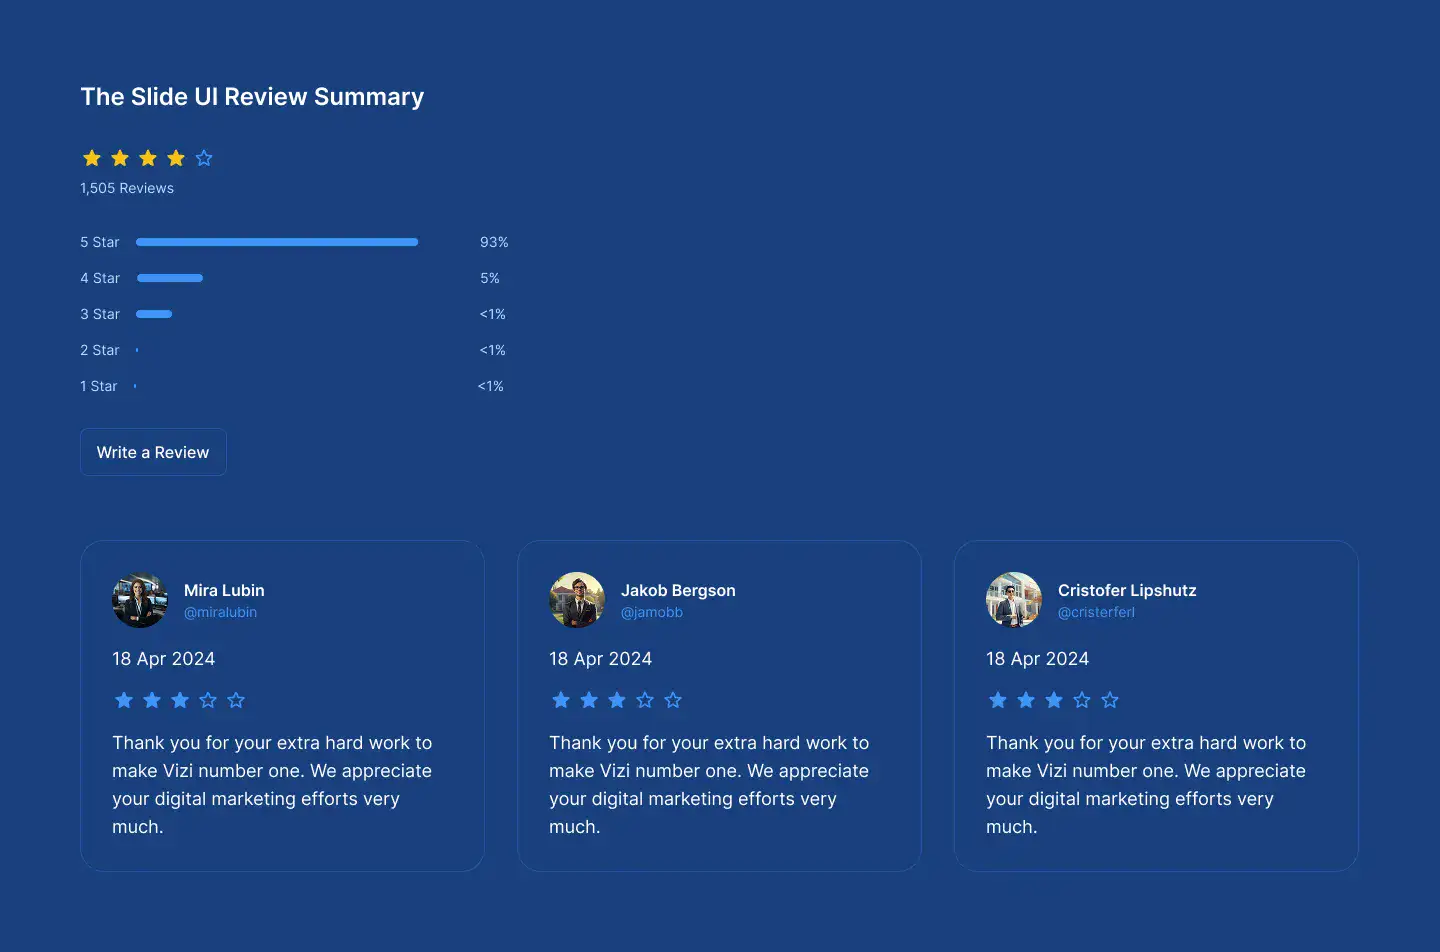 The Slide UI Review Summary
1,505 Reviews
5 Star 93%
4 Star 5%
3 Star <1%
2 Star <1%
1 Star <1%
Write a Review
Mira Lubin
@miralubin
18 Apr 2024
Thank you for your extra hard work to
make Vizi number one. We appreciate
your digital marketing efforts very
much.
Jakob Bergson
@jamobb
18 Apr 2024
Thank you for your extra hard work to
make Vizi number one. We appreciate
your digital marketing efforts very
much.
Cristofer Lipshutz
@cristerferl
18 Apr 2024
Thank you for your extra hard work to
make Vizi number one. We appreciate
your digital marketing efforts very
much.